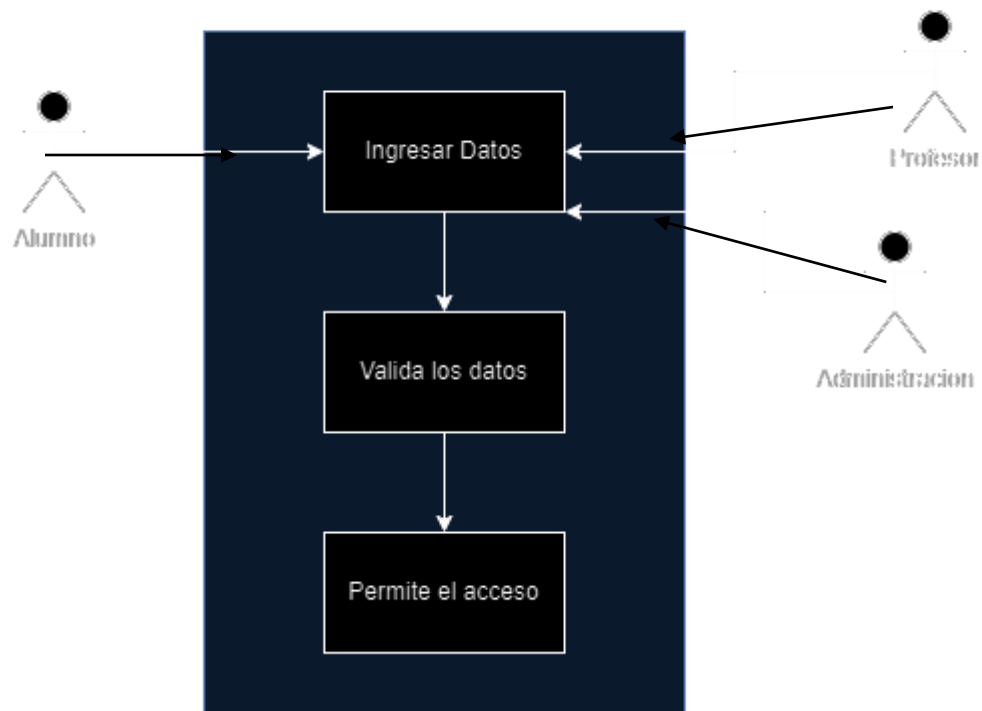 Ingresar Datos
Profesor
Alumno
Valida los datos
Administracion
Permite el acceso